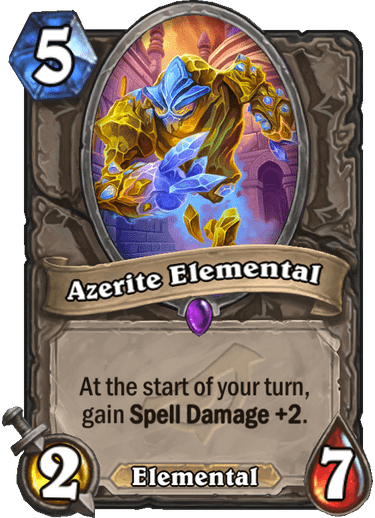 5
Azerite Elemental
At the start of your turn,
gain Spell Damage +2.
2
Elemental
7